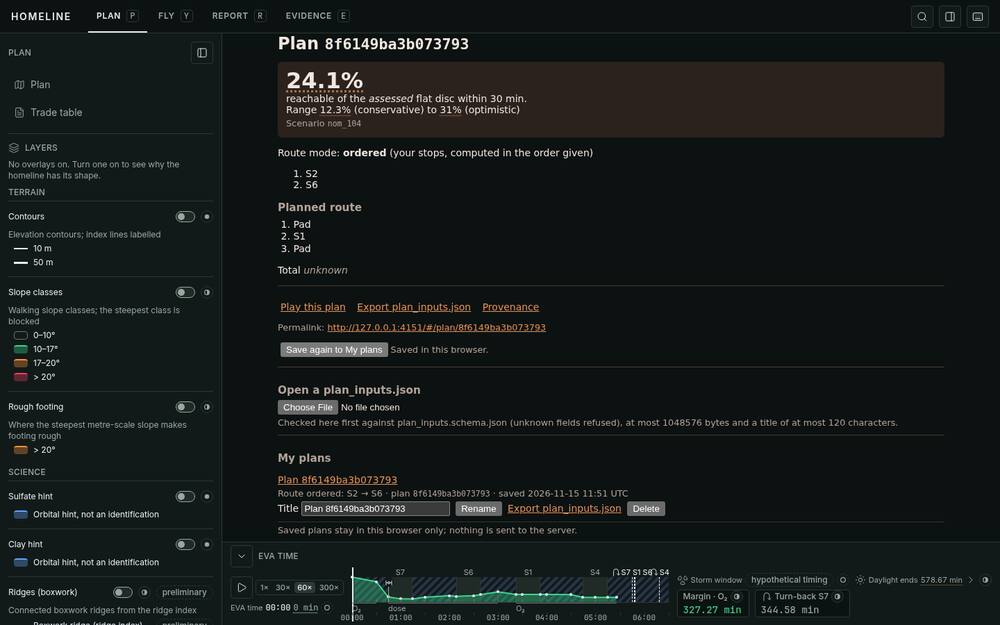 HOMELINE
PLAN P
FLY Y
REPORT R
EVIDENCE E
PLAN
Plan
Trade table
LAYERS
No overlays on. Turn one on to see why the
homeline has its shape.
TERRAIN
Contours
Elevation contours; index lines labelled
10 m
50 m
Slope classes
Walking slope classes; the steepest class is
blocked
0–10°
10–17°
17–20°
> 20°
Rough footing
Where the steepest metre-scale slope makes
footing rough
> 20°
SCIENCE
Sulfate hint
Orbital hint, not an identification
Clay hint
Orbital hint, not an identification
Ridges (boxwork) preliminary
Connected boxwork ridges from the ridge index
Plan 8f6149ba3b073793
24.1%
reachable of the assessed flat disc within 30 min.
Range 12.3% (conservative) to 31% (optimistic)
Scenario nom_104
Route mode: ordered (your stops, computed in the order given)
1. S2
2. S6
Planned route
1. Pad
2. S1
3. Pad
Total unknown
Play this plan Export plan_inputs.json Provenance
Permalink: http://127.0.0.1:4151/#/plan/8f6149ba3b073793
Save again to My plans Saved in this browser.
Open a plan_inputs.json
Choose File No file chosen
Checked here first against plan_inputs.schema.json (unknown fields refused), at most 1048576 bytes and a title of at most 120 characters.
My plans
Plan 8f6149ba3b073793
Route ordered: S2 → S6 · plan 8f6149ba3b073793 · saved 2026-11-15 11:51 UTC
Title Plan 8f6149ba3b073793 Rename Export plan_inputs.json Delete
Saved plans stay in this browser only; nothing is sent to the server.
EVA TIME
1× 30× 60× 300×
EVA time 00:00 0 min
S7 S6 S1 S4 S7 S1 S6 S4
O₂ dose O₂
00:00 01:00 02:00 03:00 04:00 05:00 06:00
Storm window hypothetical timing
Daylight ends 578.67 min
Margin · O₂
327.27 min
Turn-back S7
344.58 min